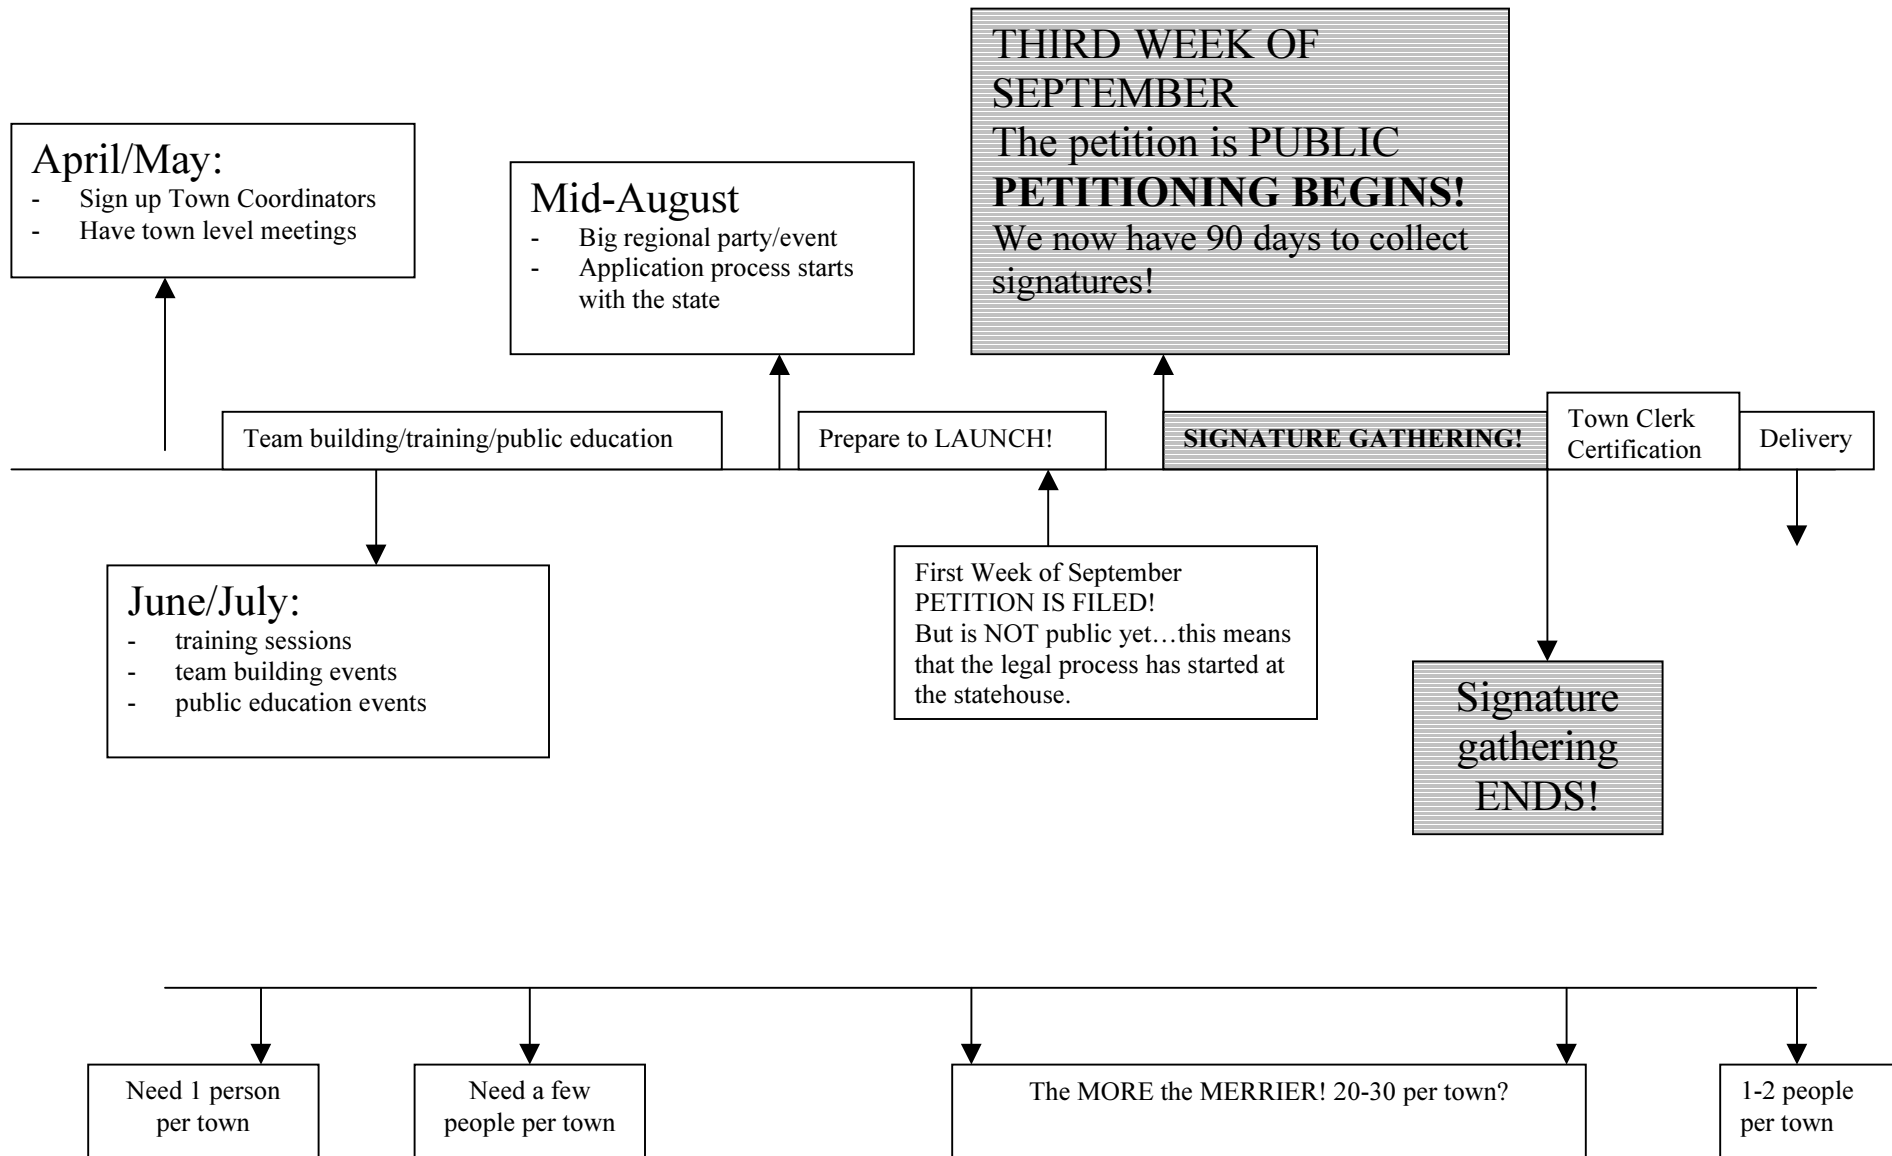 THIRD WEEK OF
SEPTEMBER
The petition is PUBLIC
PETITIONING BEGINS!
We now have 90 days to collect
signatures!
April/May:
- Sign up Town Coordinators
- Have town level meetings
Mid-August
- Big regional party/event
- Application process starts
with the state
Team building/training/public education
Prepare to LAUNCH!
SIGNATURE GATHERING!
Town Clerk
Certification
Delivery
June/July:
- training sessions
- team building events
- public education events
First Week of September
PETITION IS FILED!
But is NOT public yet…this means
that the legal process has started at
the statehouse.
Signature
gathering
ENDS!
Need 1 person
per town
Need a few
people per town
The MORE the MERRIER! 20-30 per town?
1-2 people
per town